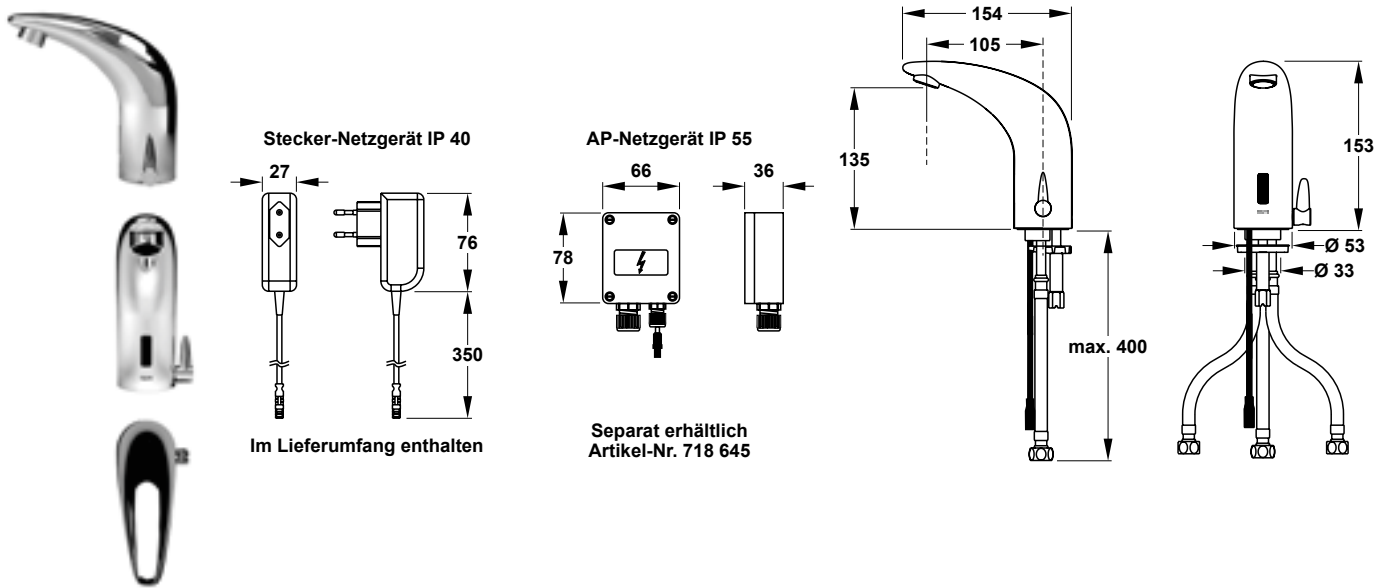 Stecker-Netzgerät IP 40
27
76
350
Im Lieferumfang enthalten
AP-Netzgerät IP 55
66
36
78
Separat erhältlich
Artikel-Nr. 718 645
154
105
135
max. 400
153
Ø 53
Ø 33